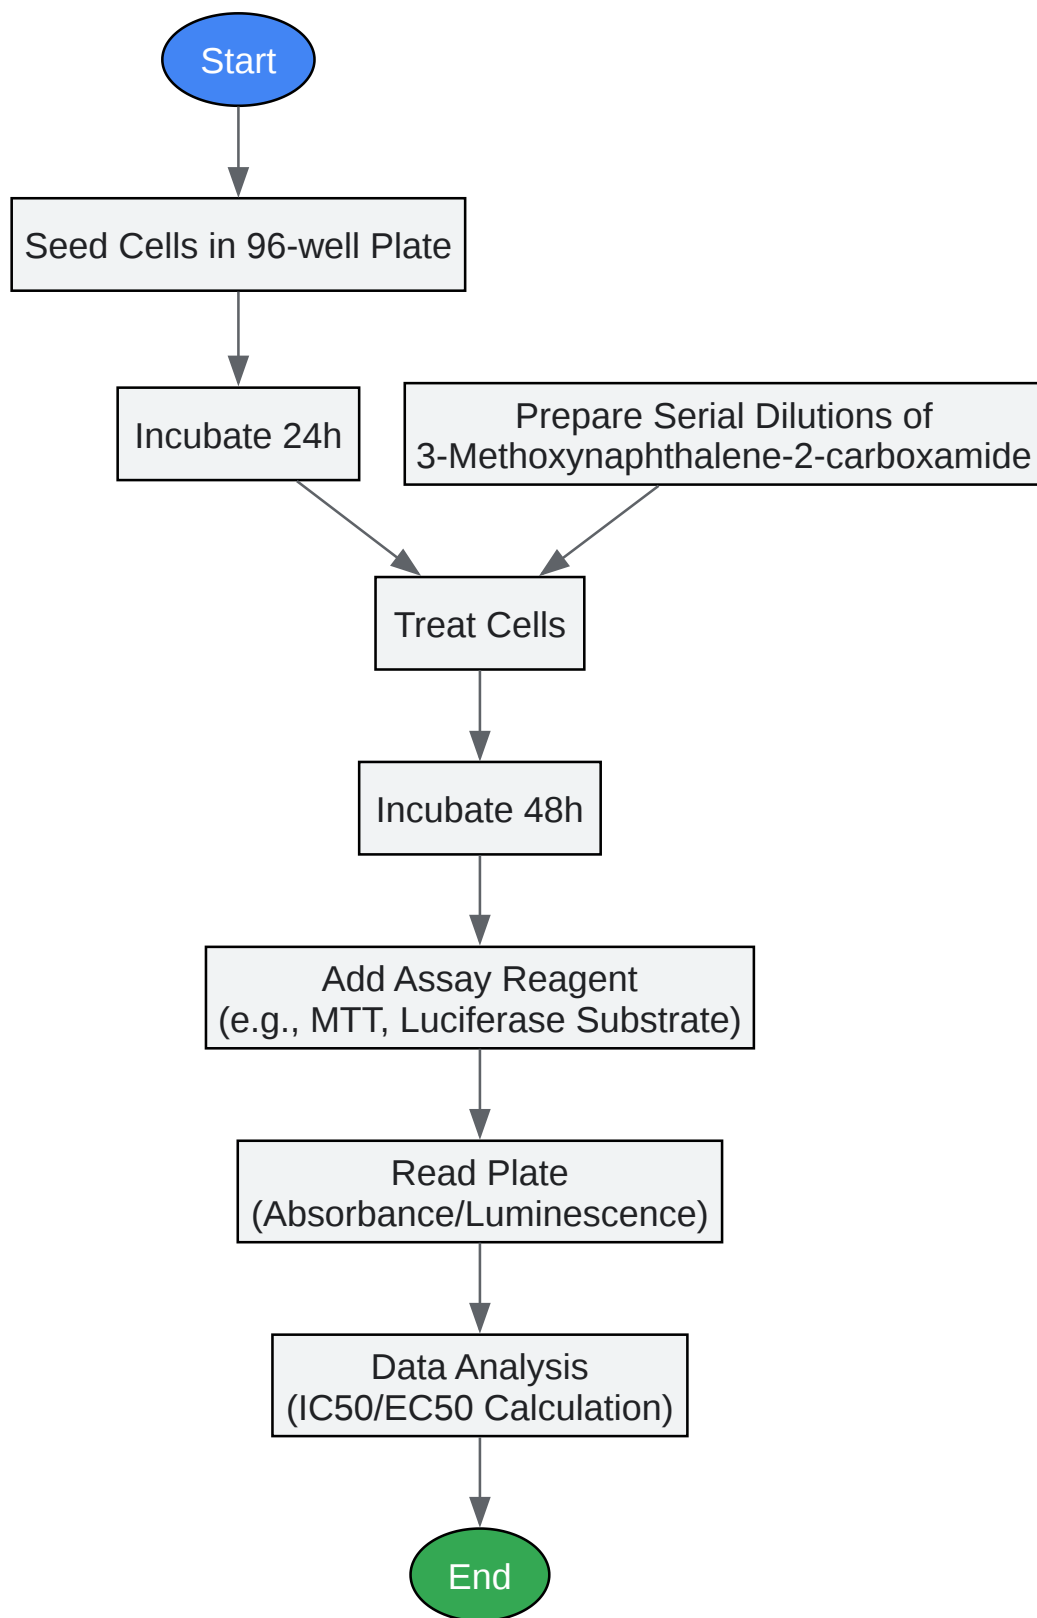 Start
Seed Cells in 96-well Plate
Incubate 24h
Prepare Serial Dilutions of
3-Methoxynaphthalene-2-carboxamide
Treat Cells
Incubate 48h
Add Assay Reagent
(e.g., MTT, Luciferase Substrate)
Read Plate
(Absorbance/Luminescence)
Data Analysis
(IC50/EC50 Calculation)
End